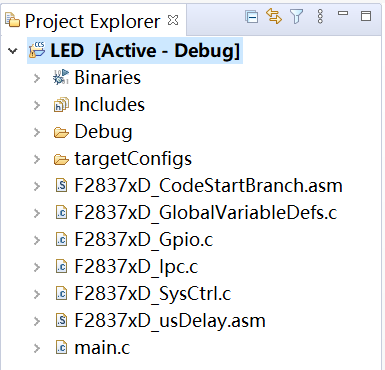 Project Explorer
LED [Active - Debug]
Binaries
Includes
Debug
targetConfigs
F2837xD_CodeStartBranch.asm
F2837xD_GlobalVariableDefs.c
F2837xD_Gpio.c
F2837xD_Ipc.c
F2837xD_SysCtrl.c
F2837xD_usDelay.asm
main.c